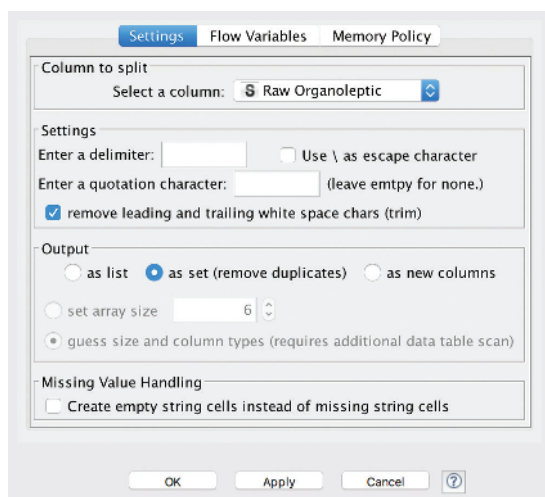 Settings Flow Variables Memory Policy
Column to split
Select a column: S Raw Organoleptic
Settings
Enter a delimiter: Use \ as escape character
Enter a quotation character: (leave emtpy for none.)
remove leading and trailing white space chars (trim)
Output
as list as set (remove duplicates) as new columns
set array size 6
guess size and column types (requires additional data table scan)
Missing Value Handling
Create empty string cells instead of missing string cells
OK Apply Cancel ?